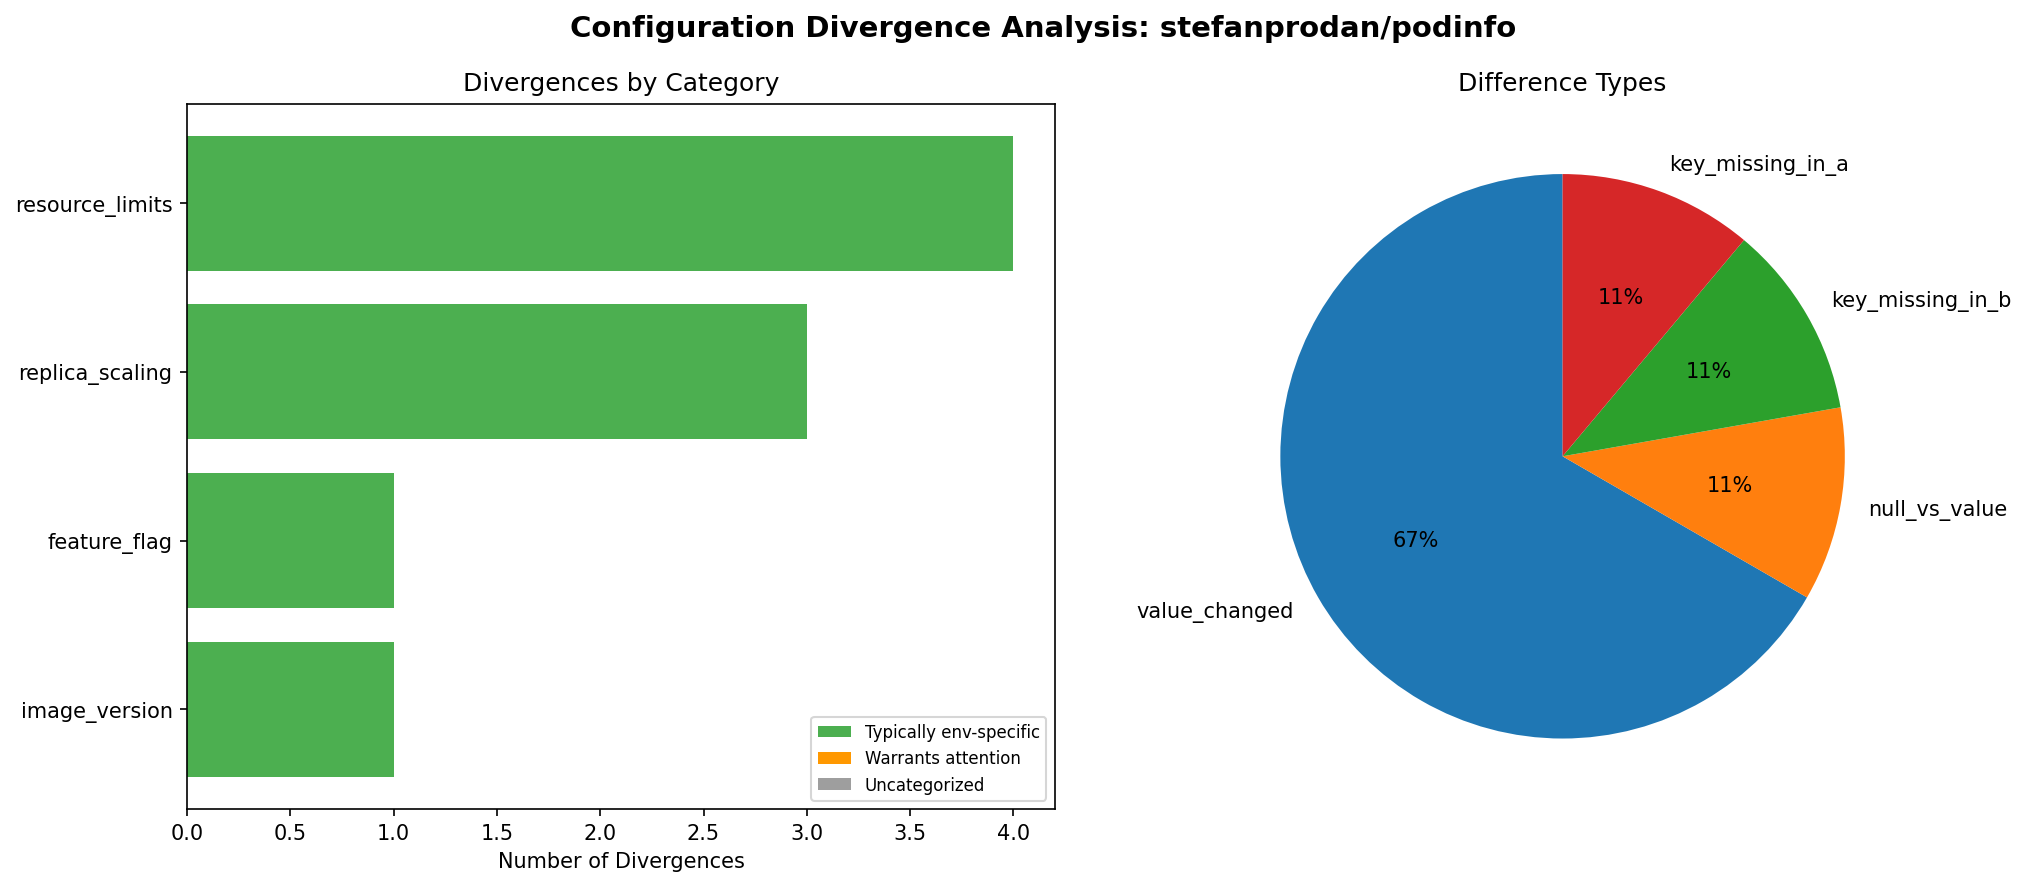 Configuration Divergence Analysis: stefanprodan/podinfo
Divergences by Category
resource_limits
replica_scaling
feature_flag
image_version
Typically env-specific
Warrants attention
Uncategorized
0.0 0.5 1.0 1.5 2.0 2.5 3.0 3.5 4.0
Number of Divergences
Difference Types
key_missing_in_a
11%
key_missing_in_b
11%
null_vs_value
11%
value_changed
67%